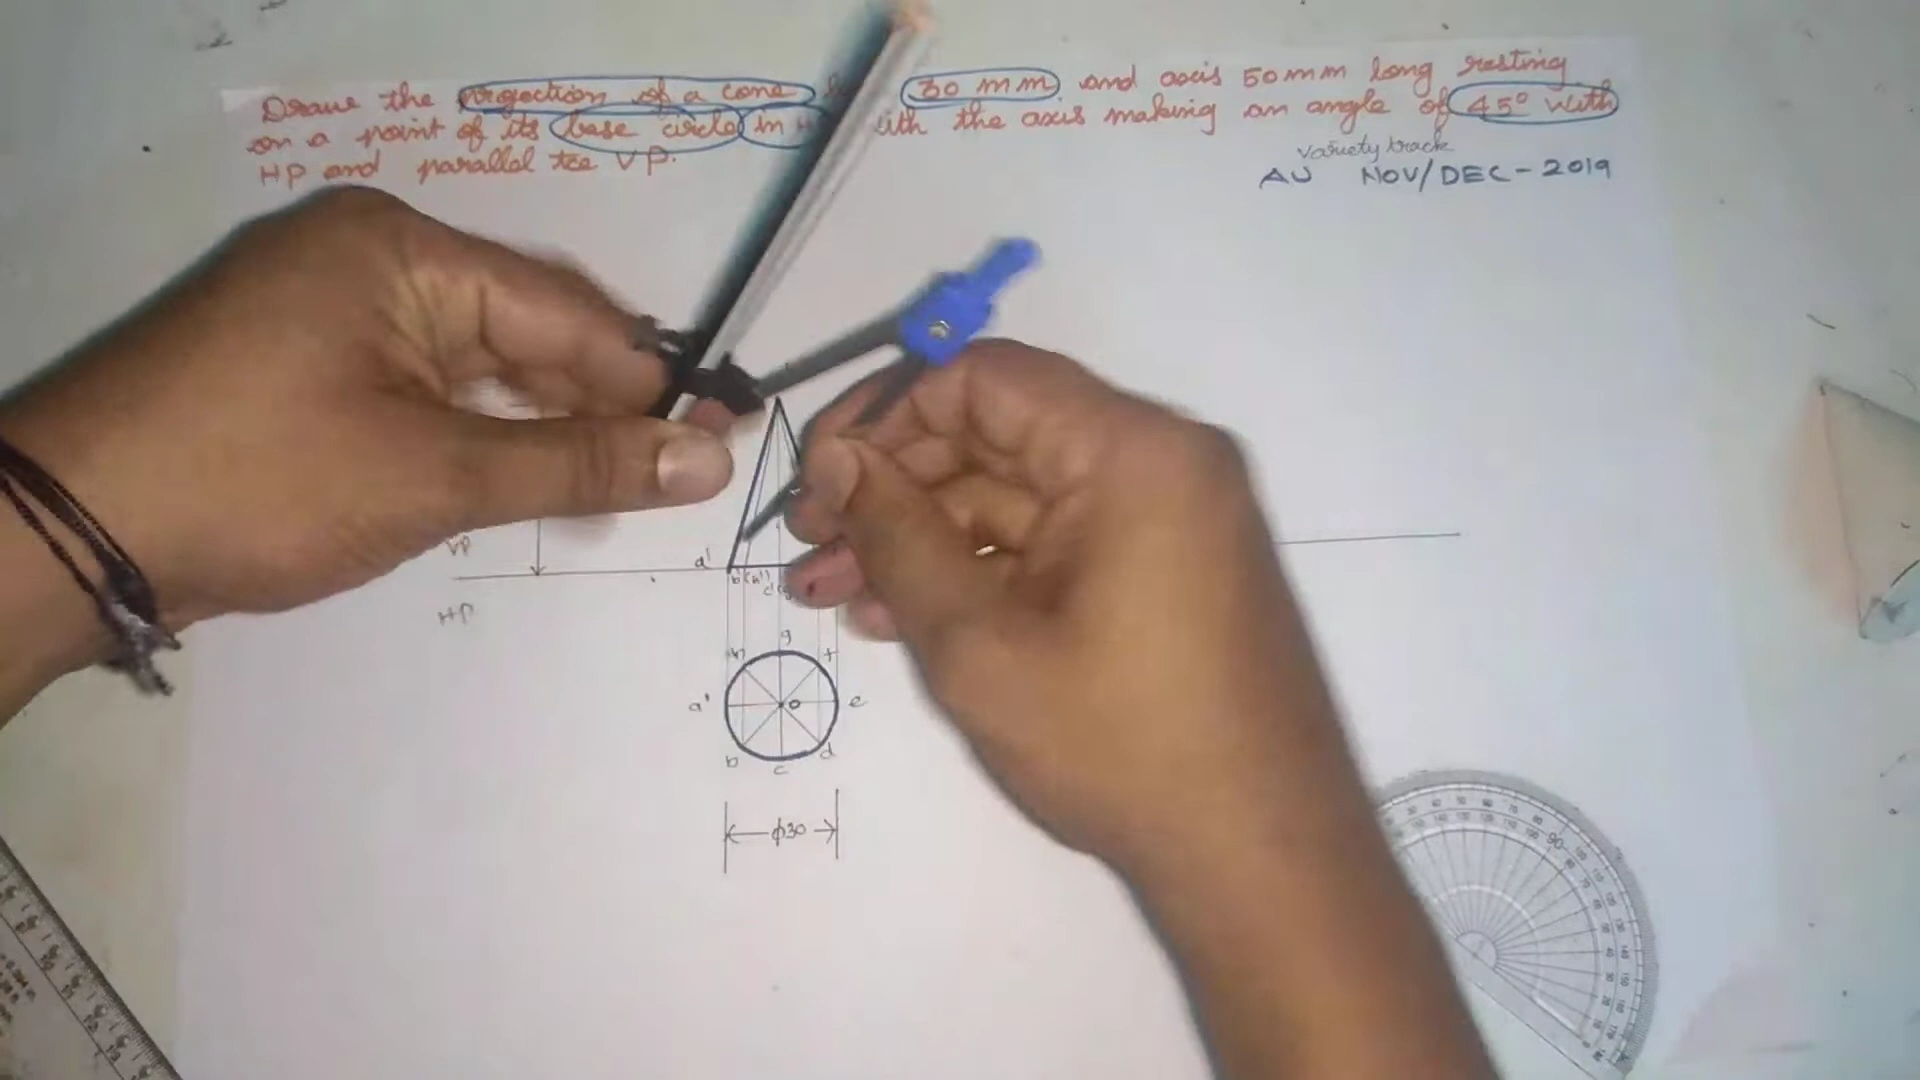 Draw the projection of a cone 30 mm and axis 50mm long resting
on a point of its base circle in with the axis making an angle of 45° with
HP and parallel to VP.
Variety track
AU NOV/DEC-2019
VP
a'
HP
g
h f
a' o e
b d
c
ϕ30